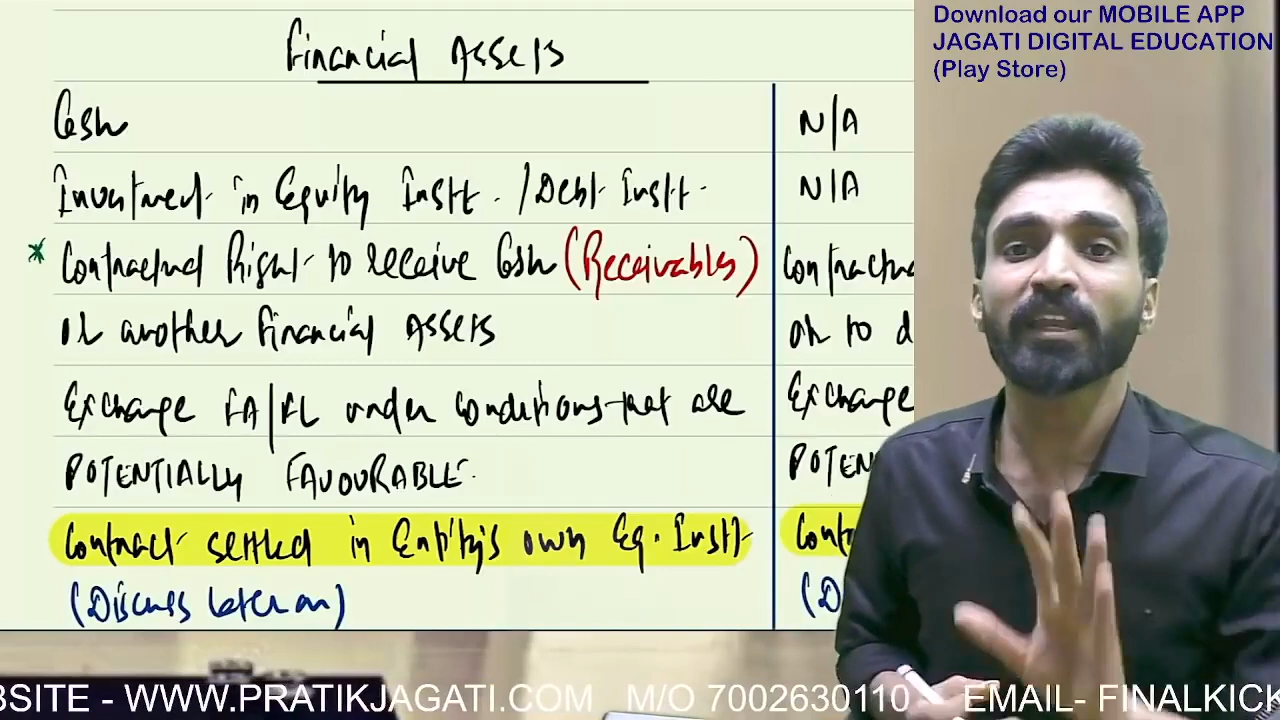 Financial Assets
Download our MOBILE APP
JAGATI DIGITAL EDUCATION
(Play Store)
Cash
N/A
Investment in Equity Instt. / Debt Instt.
N/A
* Contractual Right to receive Cash (Receivables)
Contractua
or another Financial Assets
or to d
Exchange FA/FL under conditions that are
Exchange
POTENTIALLY FAVOURABLE.
POTEN
Contract settled in Entity's own Eq. Instt
Cont
(Discuss later on)
(D
BSITE - WWW.PRATIKJAGATI.COM M/O 7002630110 - EMAIL- FINALKICK